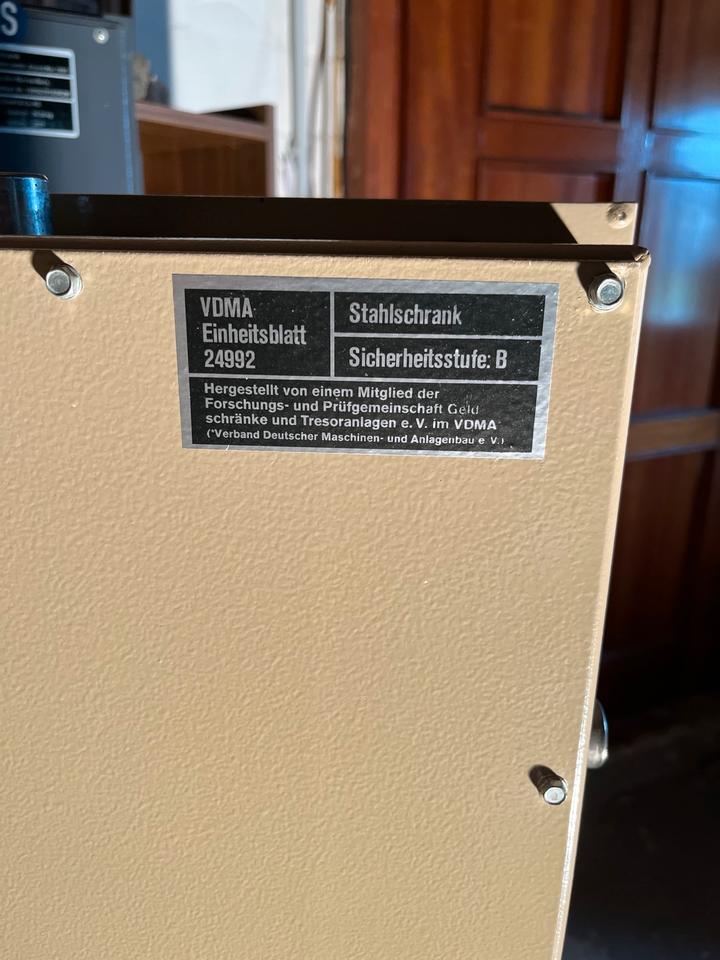 S
VDMA
Einheitsblatt
24992
Stahlschrank
Sicherheitsstufe: B
Hergestellt von einem Mitglied der
Forschungs- und Prüfgemeinschaft Geld
schränke und Tresoranlagen e. V. im VDMA
(*Verband Deutscher Maschinen- und Anlagenbau e. V.)